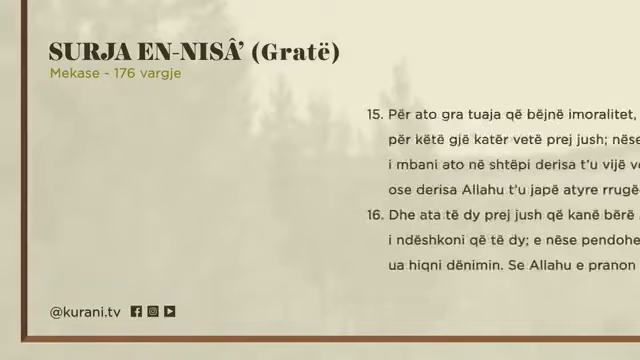 SURJA EN-NISÂ’ (Gratë)
Mekase - 176 vargje
15. Për ato gra tuaja që bëjnë imoralitet,
për këtë gjë katër vetë prej jush; nëse
i mbani ato në shtëpi derisa t’u vijë
ose derisa Allahu t’u japë atyre
16. Dhe ata të dy prej jush që kanë bërë
i ndëshkoni që të dy; e nëse
ua hiqni dënimin. Se Allahu e pranon
@kurani.tv